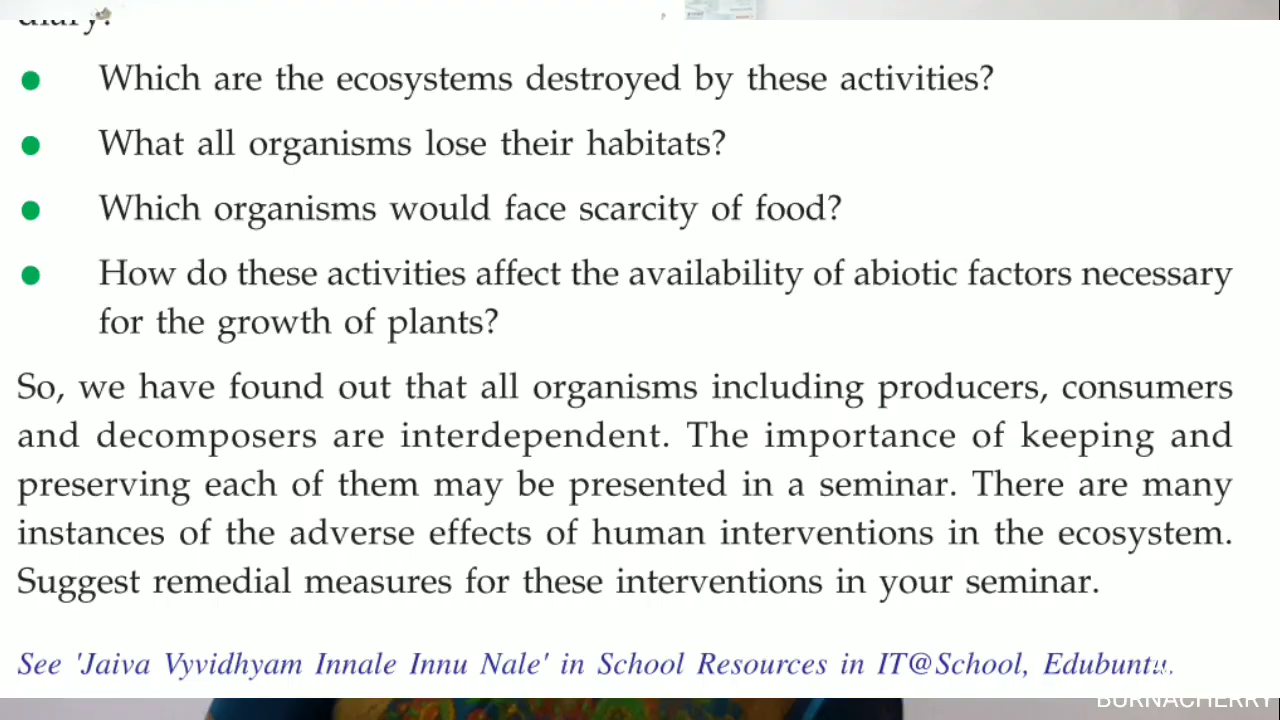 diary?
● Which are the ecosystems destroyed by these activities?
● What all organisms lose their habitats?
● Which organisms would face scarcity of food?
● How do these activities affect the availability of abiotic factors necessary
for the growth of plants?
So, we have found out that all organisms including producers, consumers
and decomposers are interdependent. The importance of keeping and
preserving each of them may be presented in a seminar. There are many
instances of the adverse effects of human interventions in the ecosystem.
Suggest remedial measures for these interventions in your seminar.
See 'Jaiva Vyvidhyam Innale Innu Nale' in School Resources in IT@School, Edubuntu.
BURNACHERRY